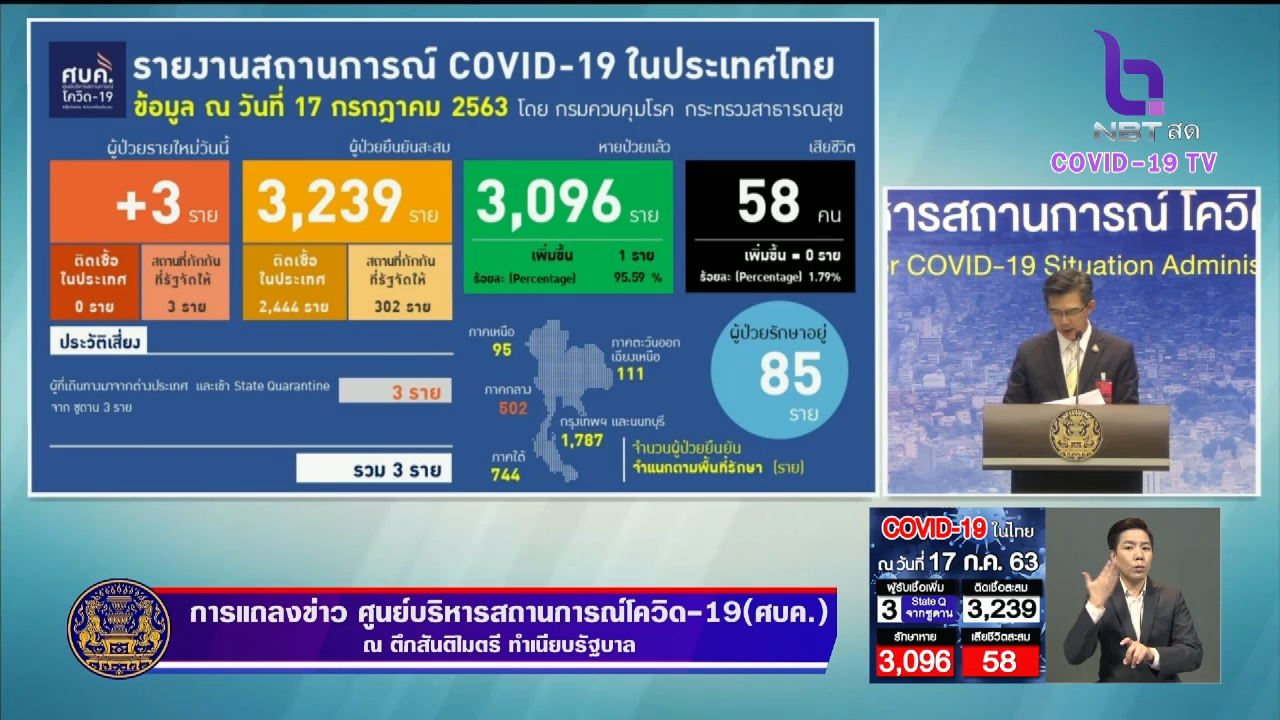 ศบค.
ศูนย์บริหารสถานการณ์
โควิด-19
รายงานสถานการณ์ COVID-19 ในประเทศไทย
ข้อมูล ณ วันที่ 17 กรกฎาคม 2563 โดย กรมควบคุมโรค กระทรวงสาธารณสุข
ผู้ป่วยรายใหม่วันนี้
+3 ราย
ติดเชื้อ
ในประเทศ
0 ราย
สถานที่กักกัน
ที่รัฐจัดให้
3 ราย
ผู้ป่วยยืนยันสะสม
3,239 ราย
ติดเชื้อ
ในประเทศ
2,444 ราย
สถานที่กักกัน
ที่รัฐจัดให้
302 ราย
หายป่วยแล้ว
3,096 ราย
เพิ่มขึ้น 1 ราย
ร้อยละ (Percentage) 95.59 %
เสียชีวิต
58 คน
เพิ่มขึ้น = 0 ราย
ร้อยละ (Percentage) 1.79%
ประวัติเสี่ยง
ผู้ที่เดินทางมาจากต่างประเทศ และเข้า State Quarantine
จาก ซูดาน 3 ราย
3 ราย
รวม 3 ราย
ภาคเหนือ
95
ภาคตะวันออก
เฉียงเหนือ
111
ภาคกลาง
502
กรุงเทพฯ และนนทบุรี
1,787
ภาคใต้
744
จำนวนผู้ป่วยยืนยัน
จำแนกตามพื้นที่รักษา (ราย)
ผู้ป่วยรักษาอยู่
85
ราย
NBT สด
COVID-19 TV
หารสถานการณ์ โควิ
or COVID-19 Situation Adminis
การแถลงข่าว ศูนย์บริหารสถานการณ์โควิด-19(ศบค.)
ณ ตึกสันติไมตรี ทำเนียบรัฐบาล
COVID-19 ในไทย
ณ วันที่ 17 ก.ค. 63
ผู้รับเชื้อเพิ่ม
3 State Q
จากซูดาน
ติดเชื้อสะสม
3,239
รักษาหาย
3,096
เสียชีวิตสะสม
58